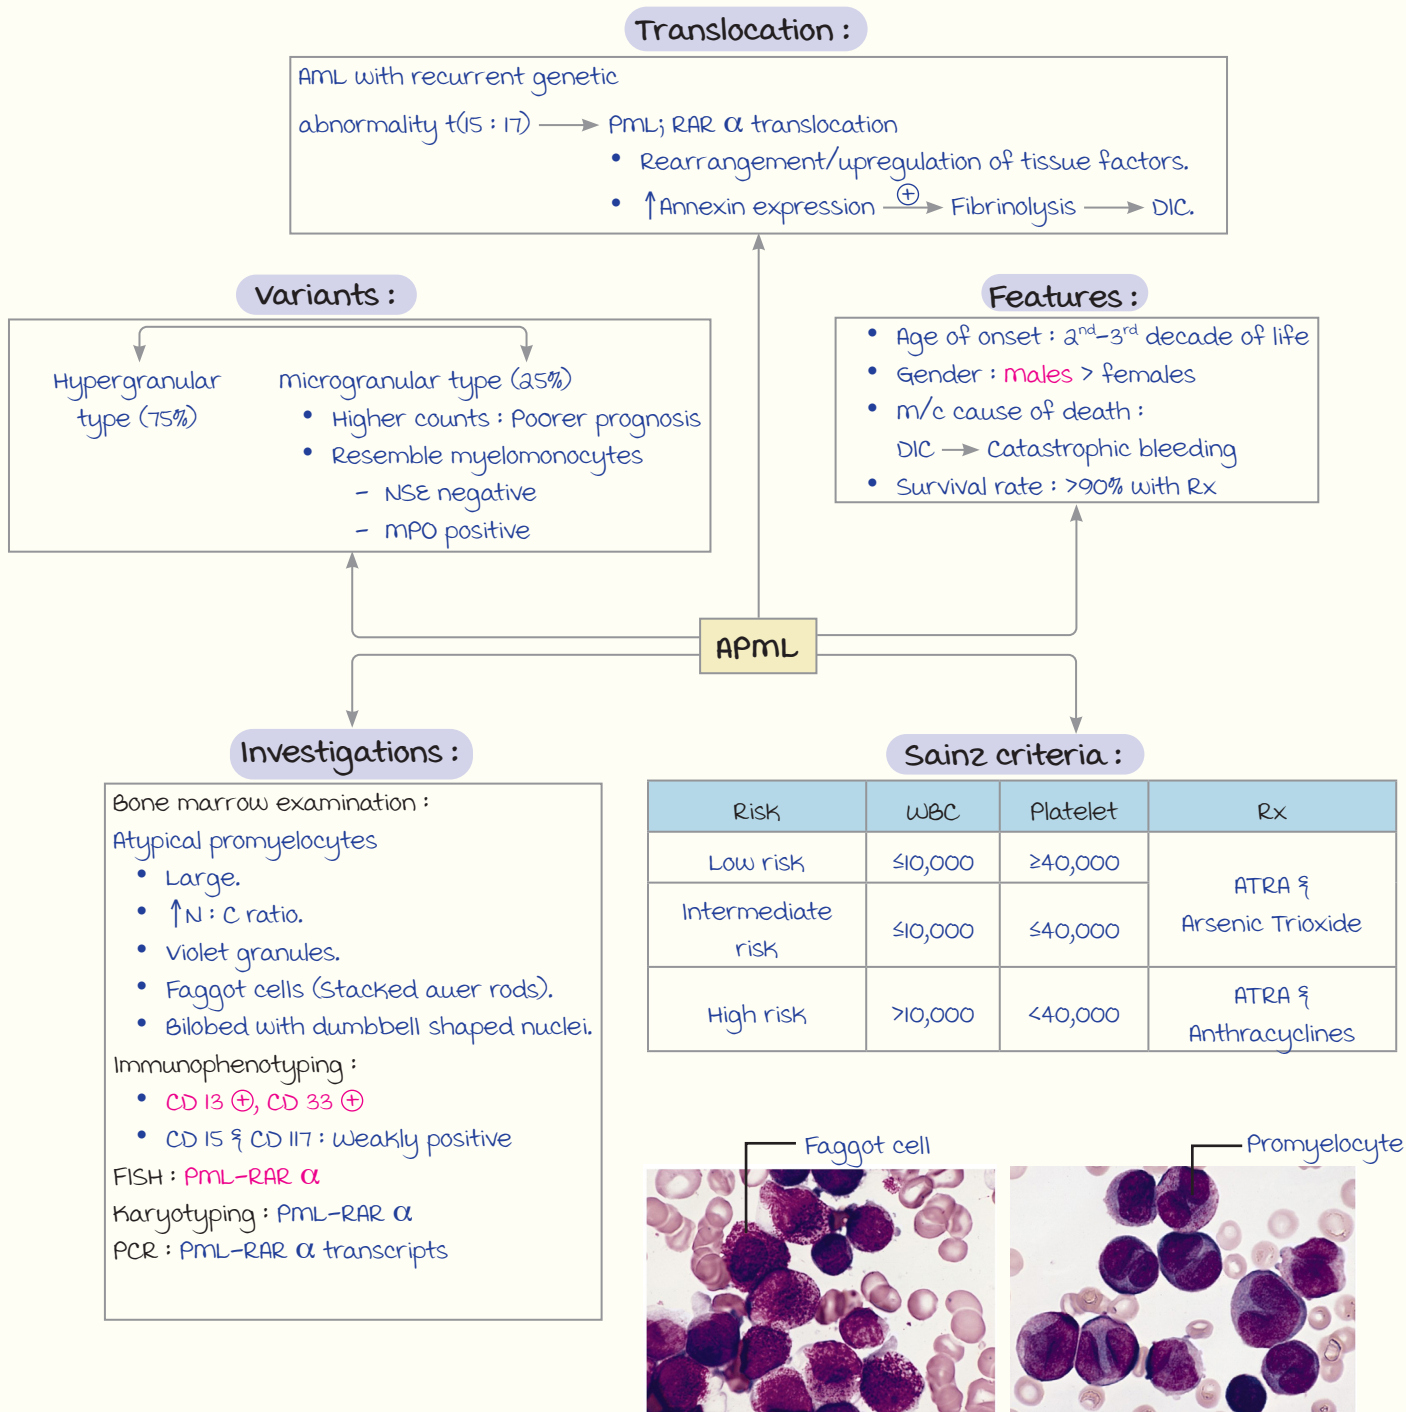 Translocation :
AML with recurrent genetic
abnormality t(15 : 17) → PML; RAR α translocation
• Rearrangement/upregulation of tissue factors.
• ↑Annexin expression ⊕→ Fibrinolysis → DIC.
Variants :
Hypergranular
type (75%)
Microgranular type (25%)
• Higher counts : Poorer prognosis
• Resemble myelomonocytes
– NSE negative
– MPO positive
Features :
• Age of onset : 2nd-3rd decade of life
• Gender : Males > females
• M/c cause of death :
DIC → Catastrophic bleeding
• Survival rate : >90% with Rx
APML
Investigations :
Bone marrow examination :
Atypical promyelocytes
• Large.
• ↑N : C ratio.
• Violet granules.
• Faggot cells (Stacked auer rods).
• Bilobed with dumbbell shaped nuclei.
Immunophenotyping :
• CD 13 ⊕, CD 33 ⊕
• CD 15 & CD 117 : Weakly positive
FISH : PML-RAR α
Karyotyping : PML-RAR α
PCR : PML-RAR α transcripts
Sainz criteria :
Risk WBC Platelet Rx
Low risk ≤10,000 ≥40,000
Intermediate
risk
≤10,000 ≤40,000
ATRA &
Arsenic Trioxide
High risk >10,000 <40,000
ATRA &
Anthracyclines
Faggot cell
Promyelocyte